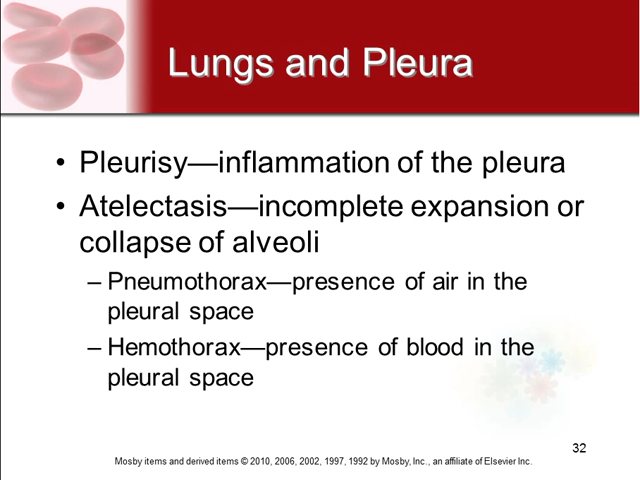 Lungs and Pleura
• Pleurisy—inflammation of the pleura
• Atelectasis—incomplete expansion or
collapse of alveoli
– Pneumothorax—presence of air in the
pleural space
– Hemothorax—presence of blood in the
pleural space
32
Mosby items and derived items © 2010, 2006, 2002, 1997, 1992 by Mosby, Inc., an affiliate of Elsevier Inc.